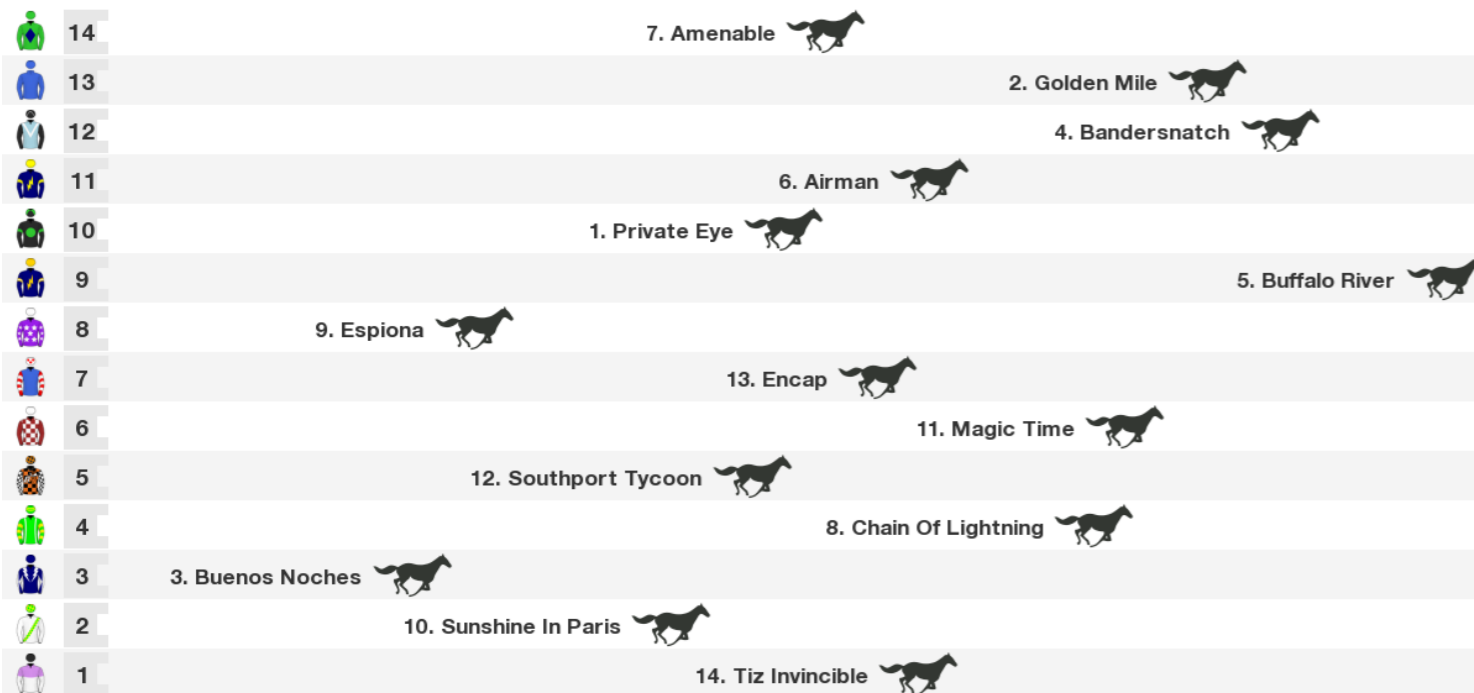 14 7. Amenable
13 2. Golden Mile
12 4. Bandersnatch
11 6. Airman
10 1. Private Eye
9 5. Buffalo River
8 9. Espiona
7 13. Encap
6 11. Magic Time
5 12. Southport Tycoon
4 8. Chain Of Lightning
3 3. Buenos Noches
2 10. Sunshine In Paris
1 14. Tiz Invincible